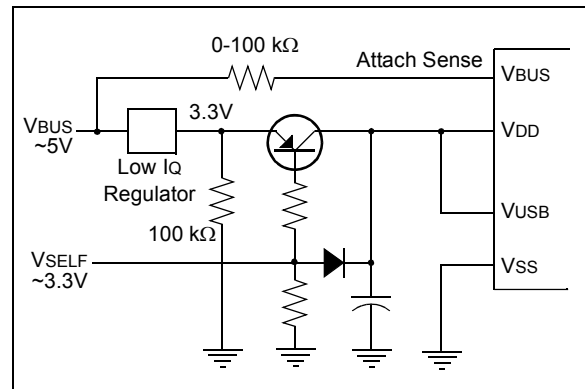 0-100 kΩ
Attach Sense
VBUS
VBUS
~5V
3.3V
VDD
Low IQ
Regulator
100 kΩ
VUSB
VSELF
~3.3V
VSS